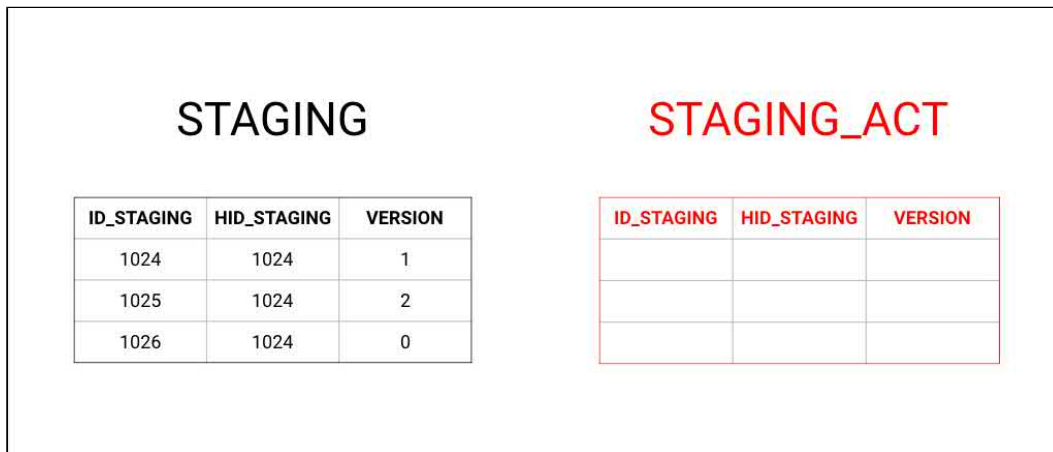 STAGING STAGING_ACT
ID_STAGING HID_STAGING VERSION ID_STAGING HID_STAGING VERSION
1024 1024 1
1025 1024 2
1026 1024 0